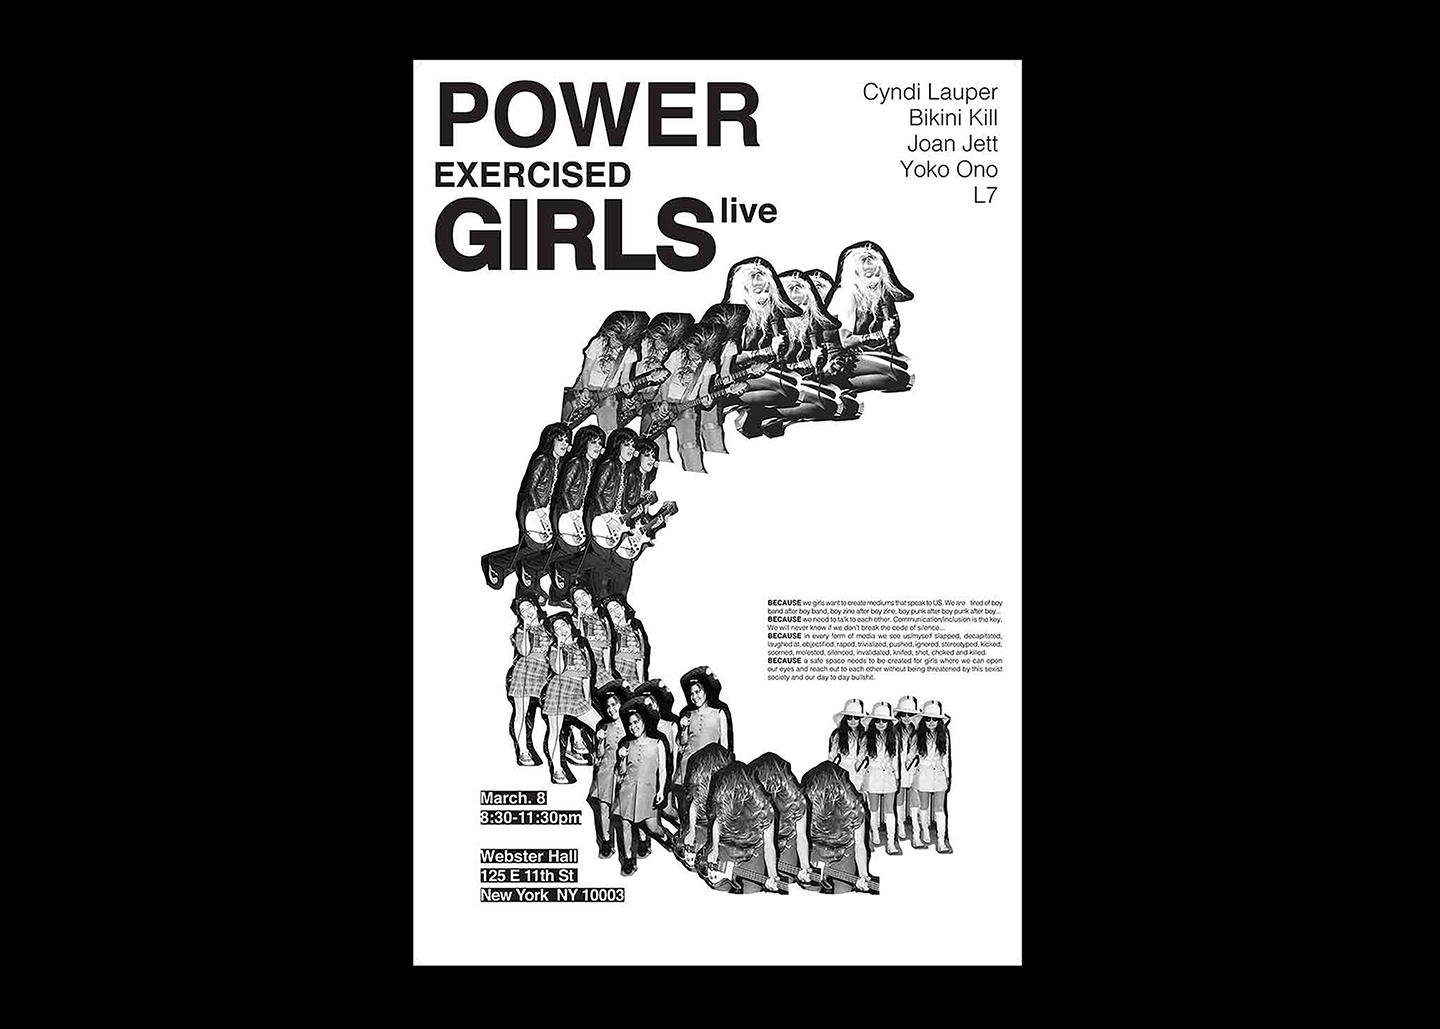 POWER
EXERCISED
GIRLS live
Cyndi Lauper
Bikini Kill
Joan Jett
Yoko Ono
L7
BECAUSE we girls want to create mediums that speak to US. We are tired of boy
band after boy band, boy zine after boy zine, boy punk after boy punk after boy...
BECAUSE we need to talk to each other. Communication/inclusion is the key.
We will never know if we don't break the code of silence...
BECAUSE in every form of media we see us/myself slapped, decapitated,
laughed at, objectified, raped, trivialized, pushed, ignored, stereotyped, kicked,
scorned, molested, silenced, invalidated, knifed, shot, choked and killed.
BECAUSE a safe space needs to be created for girls where we can open
our eyes and reach out to each other without being threatened by this sexist
society and our day to day bullshit.
March. 8
8:30-11:30pm
Webster Hall
125 E 11th St
New York NY 10003